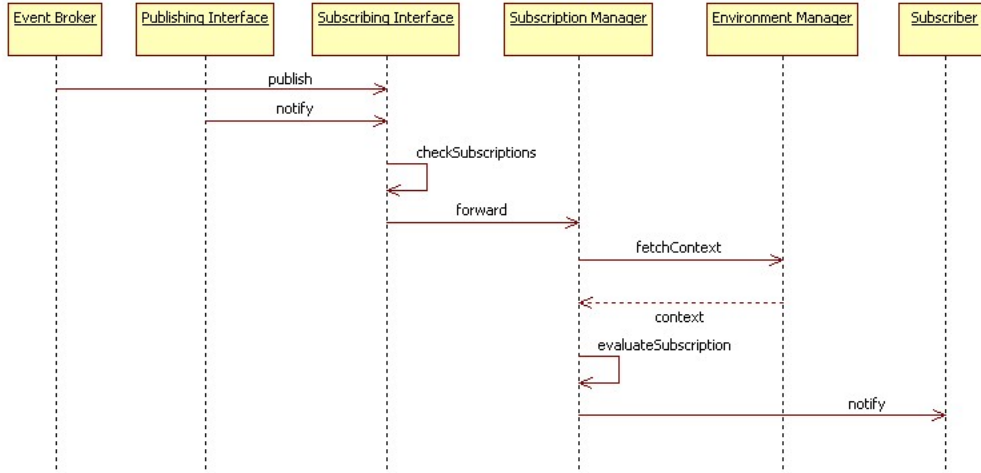 Event Broker
Publishing Interface
Subscribing Interface
Subscription Manager
Environment Manager
Subscriber
publish
notify
checkSubscriptions
forward
fetchContext
context
evaluateSubscription
notify